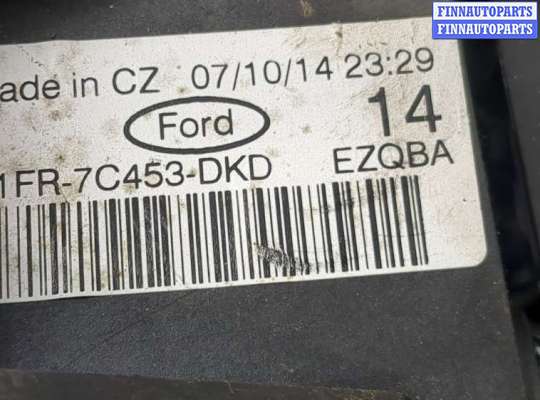 FINNAUTOPARTS
FINNAUTOPARTS
ade in CZ 07/10/14 23:29
Ford 14
1FR-7C453-DKD EZQBA